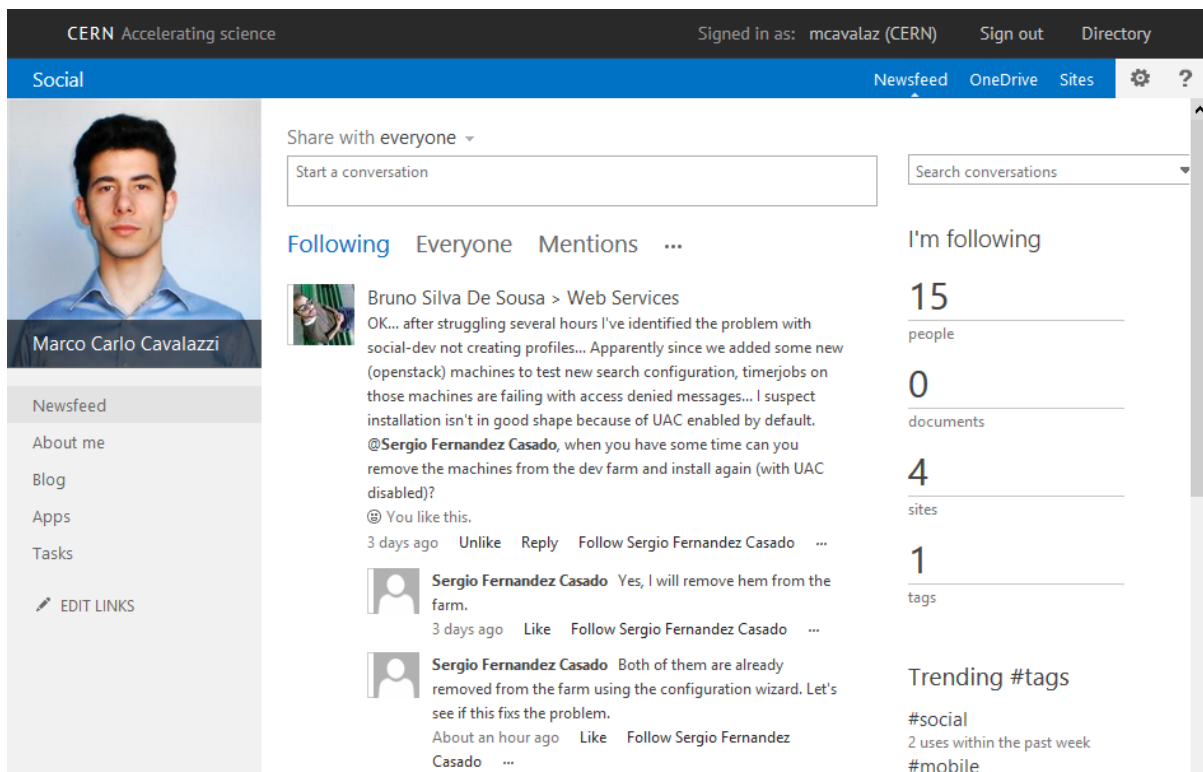 CERN Accelerating science
Signed in as: mcavalaz (CERN) Sign out Directory
Social
Newsfeed OneDrive Sites ?
Marco Carlo Cavalazzi
Newsfeed
About me
Blog
Apps
Tasks
EDIT LINKS
Share with everyone
Start a conversation
Following Everyone Mentions ...
Bruno Silva De Sousa > Web Services
OK... after struggling several hours I've identified the problem with
social-dev not creating profiles... Apparently since we added some new
(openstack) machines to test new search configuration, timerjobs on
those machines are failing with access denied messages... I suspect
installation isn't in good shape because of UAC enabled by default.
@Sergio Fernandez Casado, when you have some time can you
remove the machines from the dev farm and install again (with UAC
disabled)?
You like this.
3 days ago Unlike Reply Follow Sergio Fernandez Casado ...
Sergio Fernandez Casado Yes, I will remove hem from the
farm.
3 days ago Like Follow Sergio Fernandez Casado ...
Sergio Fernandez Casado Both of them are already
removed from the farm using the configuration wizard. Let's
see if this fixs the problem.
About an hour ago Like Follow Sergio Fernandez
Casado ...
Search conversations
I'm following
15
people
0
documents
4
sites
1
tags
Trending #tags
#social
2 uses within the past week
#mobile